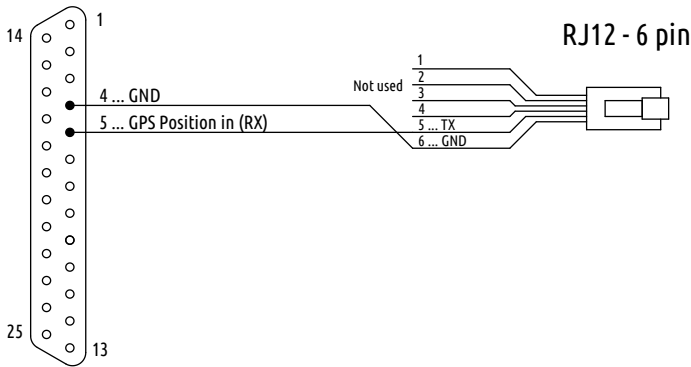 1
14
RJ12 - 6 pin
1
2
Not used
3
4 ... GND
4
5 ... GPS Position in (RX)
5 ... TX
6 ... GND
25
13